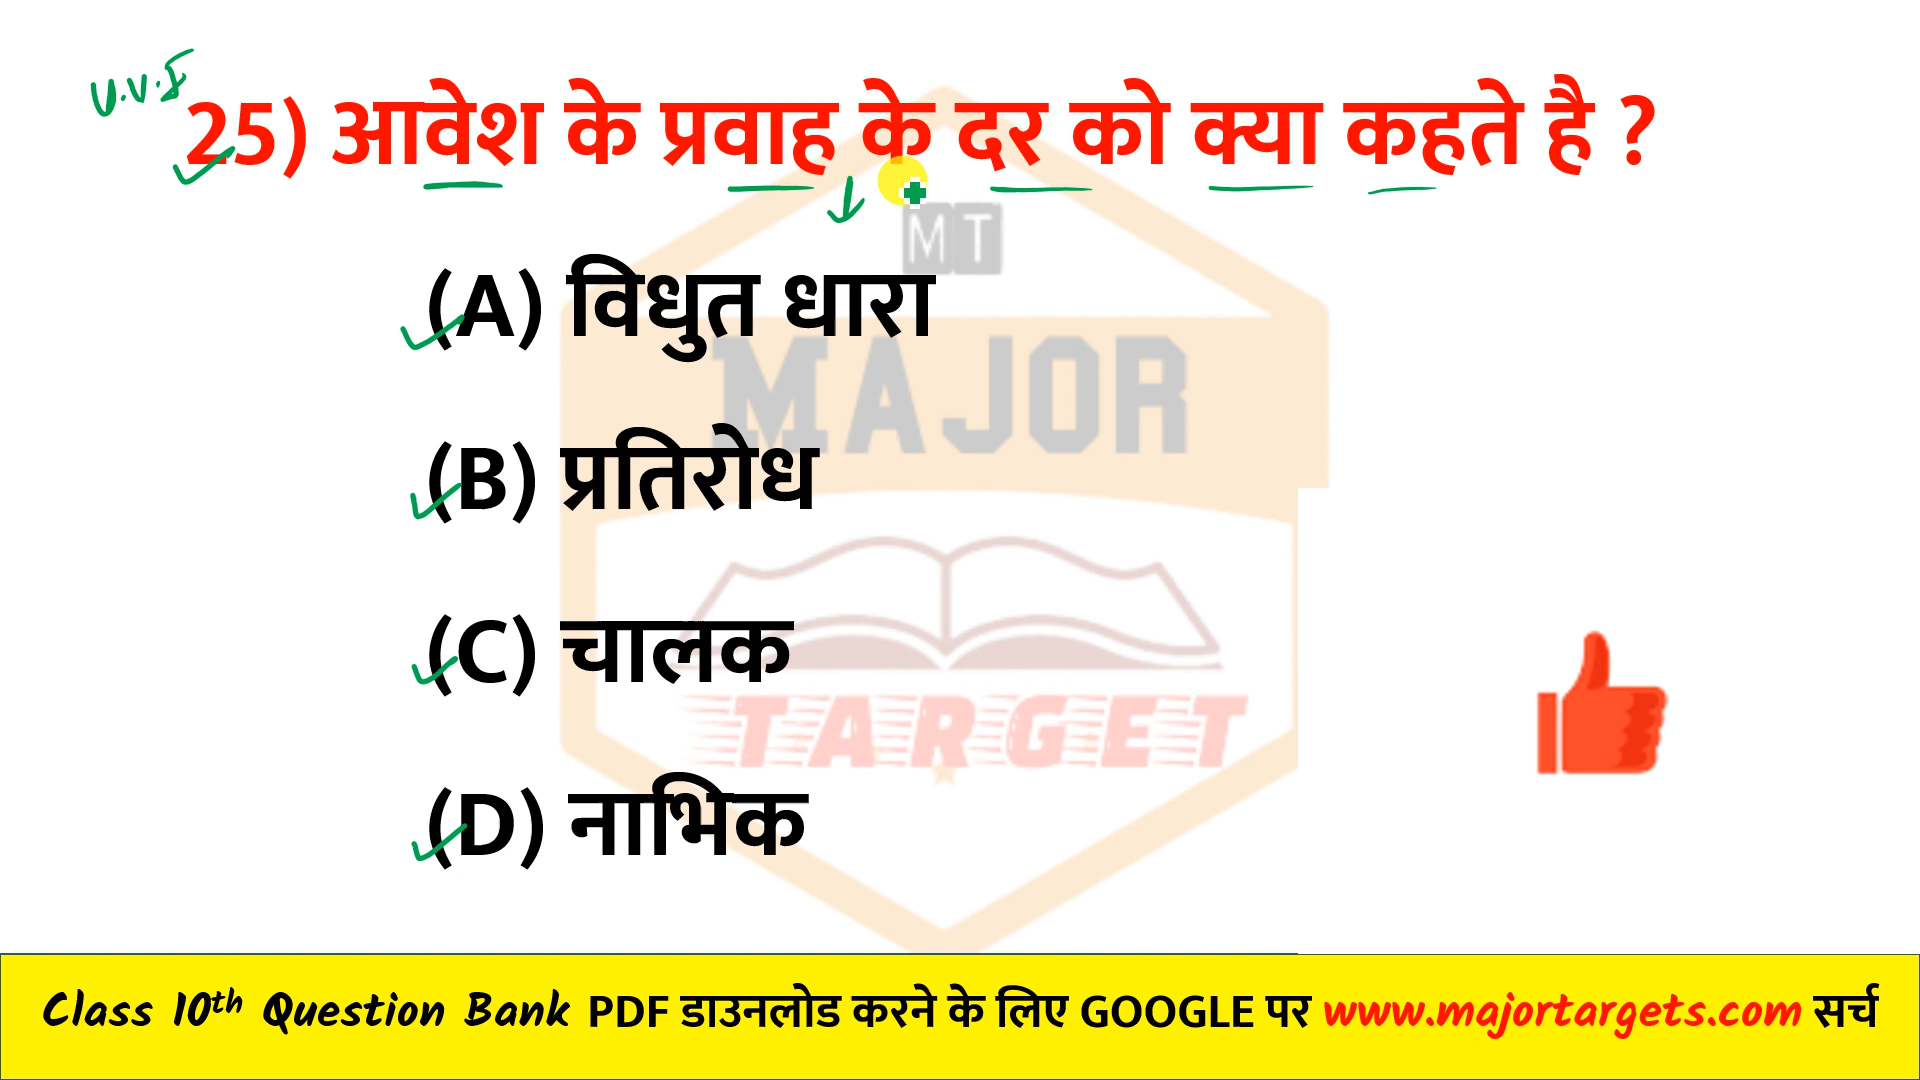 V.V.I
25) आवेश के प्रवाह के दर को क्या कहते है ?
MT
(A) विधुत धारा
MAJOR
(B) प्रतिरोध
(C) चालक
TARGET
(D) नाभिक
Class 10th Question Bank PDF डाउनलोड करने के लिए GOOGLE पर www.majortargets.com सर्च